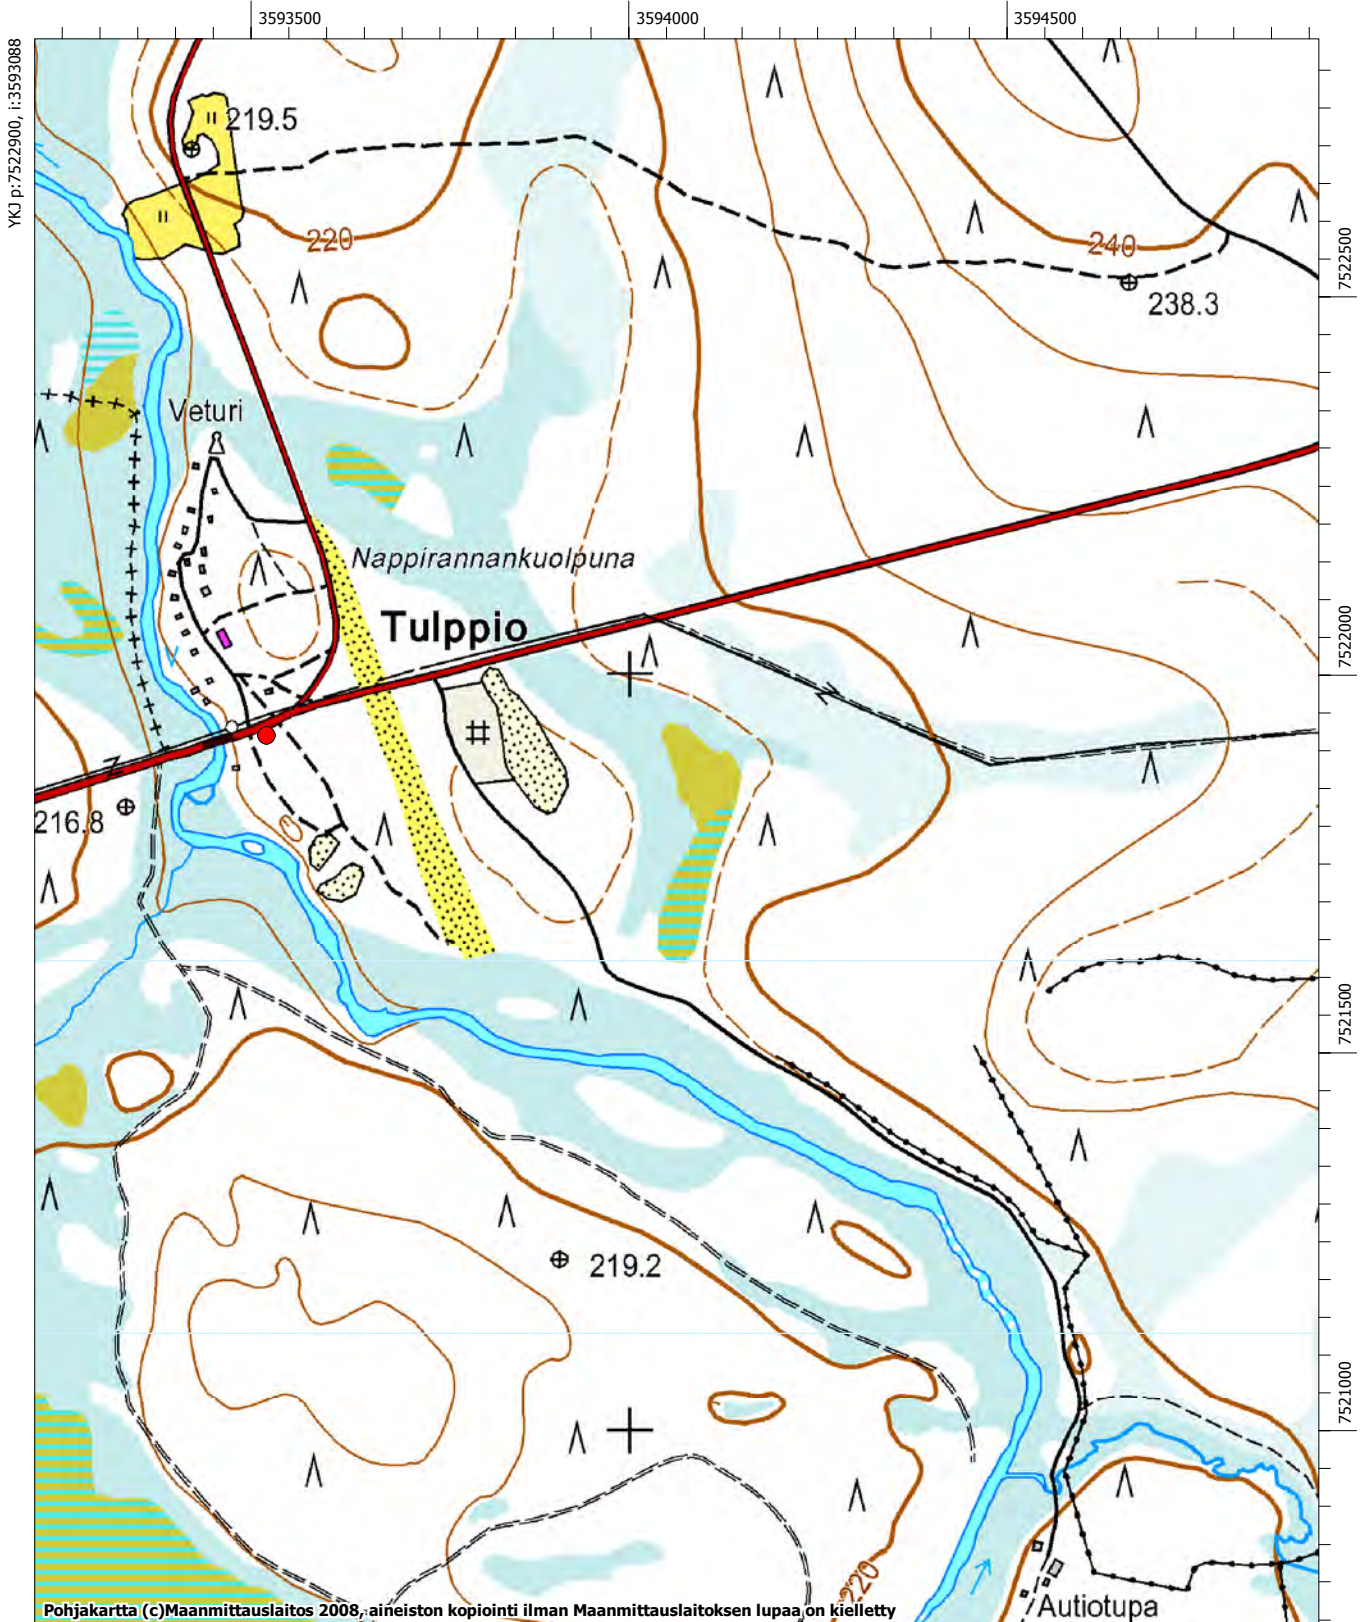 3593500
3594000
3594500
YKJ p:7522900, i:3593088
219.5
220
240
238.3
7522500
Veturi
Nappirannankuolpuna
Tulppio
7522000
216.8
7521500
219.2
7521000
220
Autiotupa
Pohjakartta (c)Maanmittauslaitos 2008, aineiston kopiointi ilman Maanmittauslaitoksen lupaa on kielletty